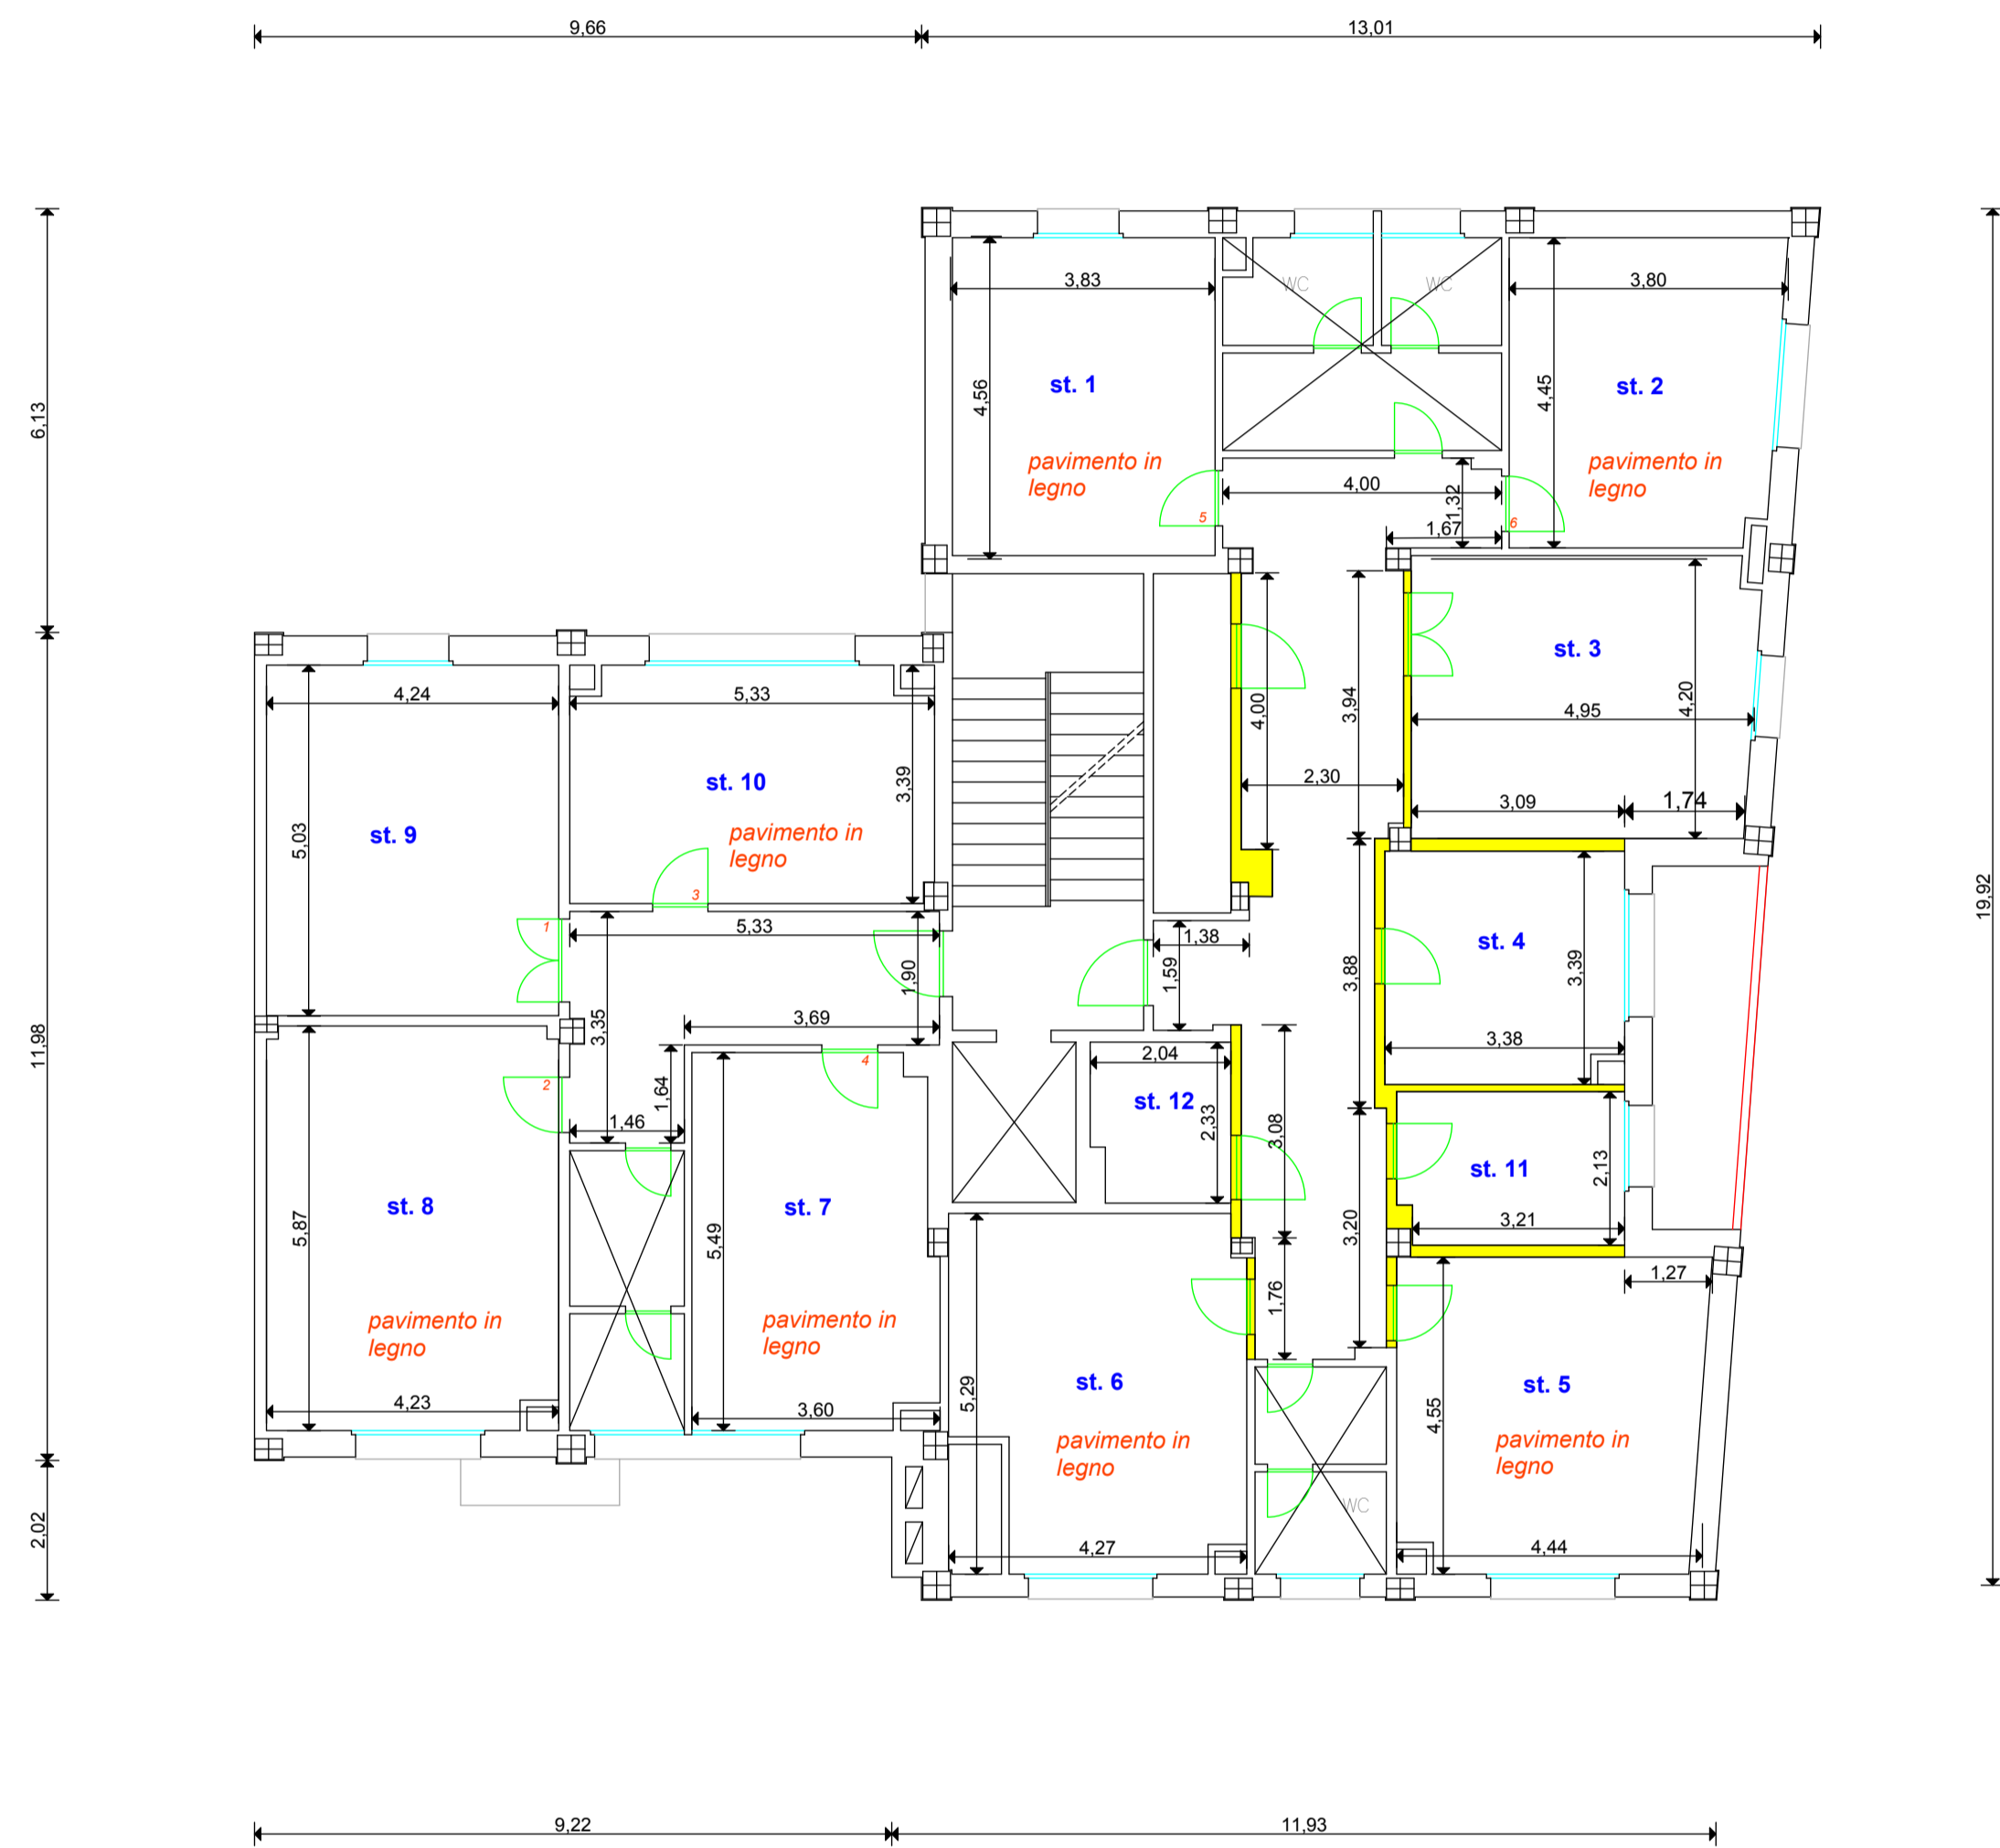 9,66
13,01
3,83
WC
WC
3,80
st. 1
st. 2
4,56
4,45
6,13
pavimento in
legno
pavimento in
legno
4,00
1,32
5
6
1,67
st. 3
4,24
5,33
4,00
3,94
4,20
4,95
st. 10
3,39
2,30
3,09
1,74
st. 9
pavimento in
legno
5,03
3
19,92
1
5,33
1,38
st. 4
1,90
1,59
3,88
3,39
3,35
3,69
11,98
3,38
2,04
4
2
1,64
st. 12
1,46
2,33
3,08
st. 11
2,13
st. 8
st. 7
5,87
5,49
3,20
3,21
1,27
1,76
pavimento in
legno
pavimento in
legno
st. 6
st. 5
5,29
4,55
4,23
3,60
pavimento in
legno
pavimento in
legno
WC
2,02
4,27
4,44
9,22
11,93